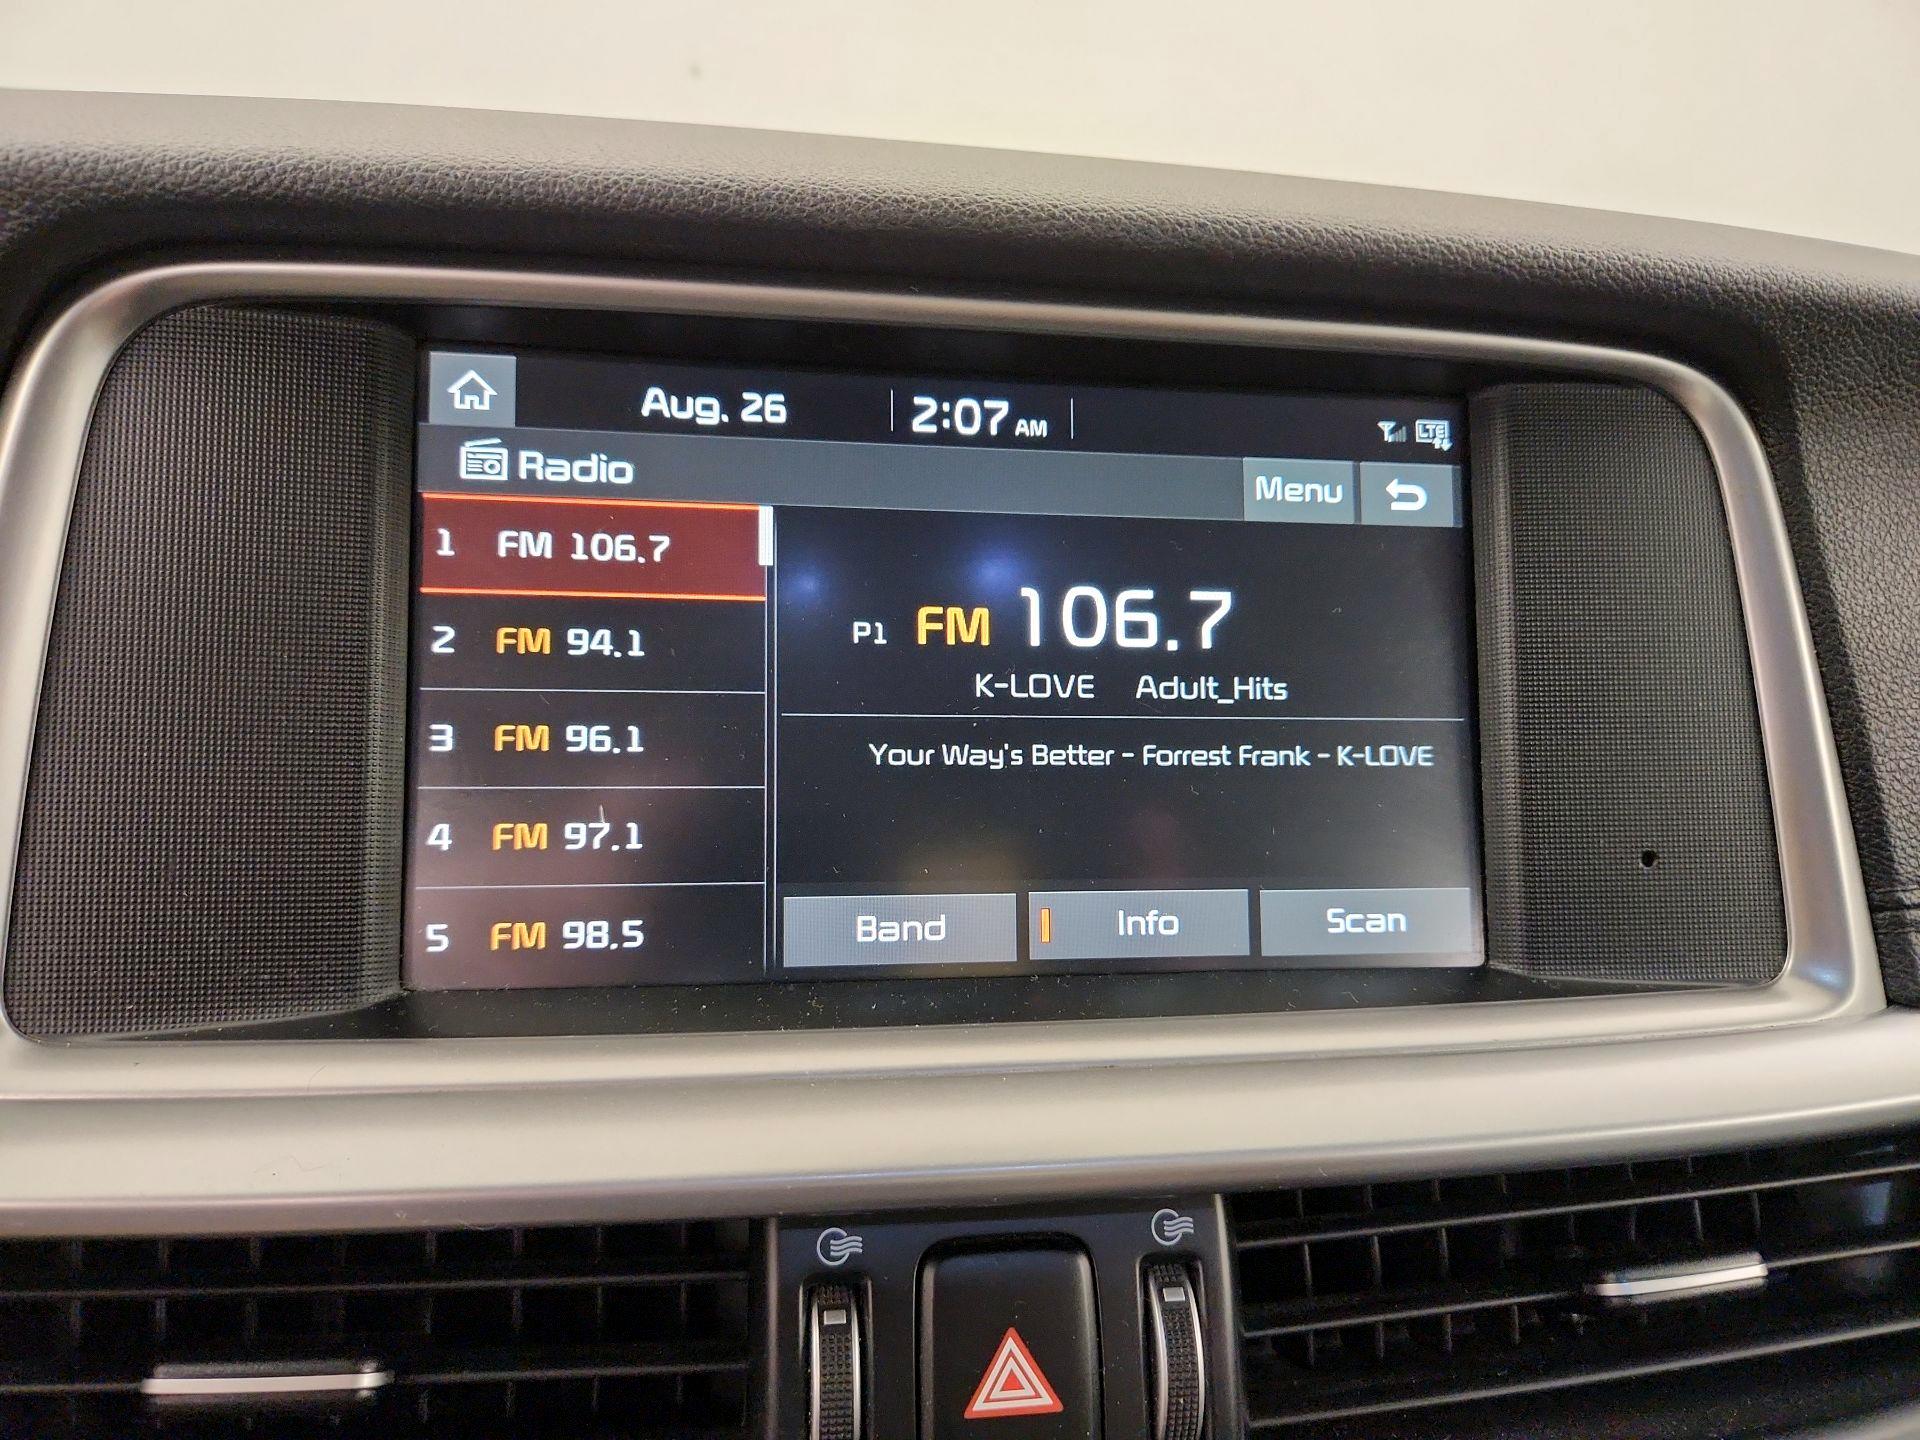 Aug. 26 2:07 AM
LTE
Radio Menu
1 FM 106.7
2 FM 94.1
3 FM 96.1
4 FM 97.1
5 FM 98.5
P1 FM 106.7
K-LOVE Adult_Hits
Your Way's Better - Forrest Frank - K-LOVE
Band Info Scan